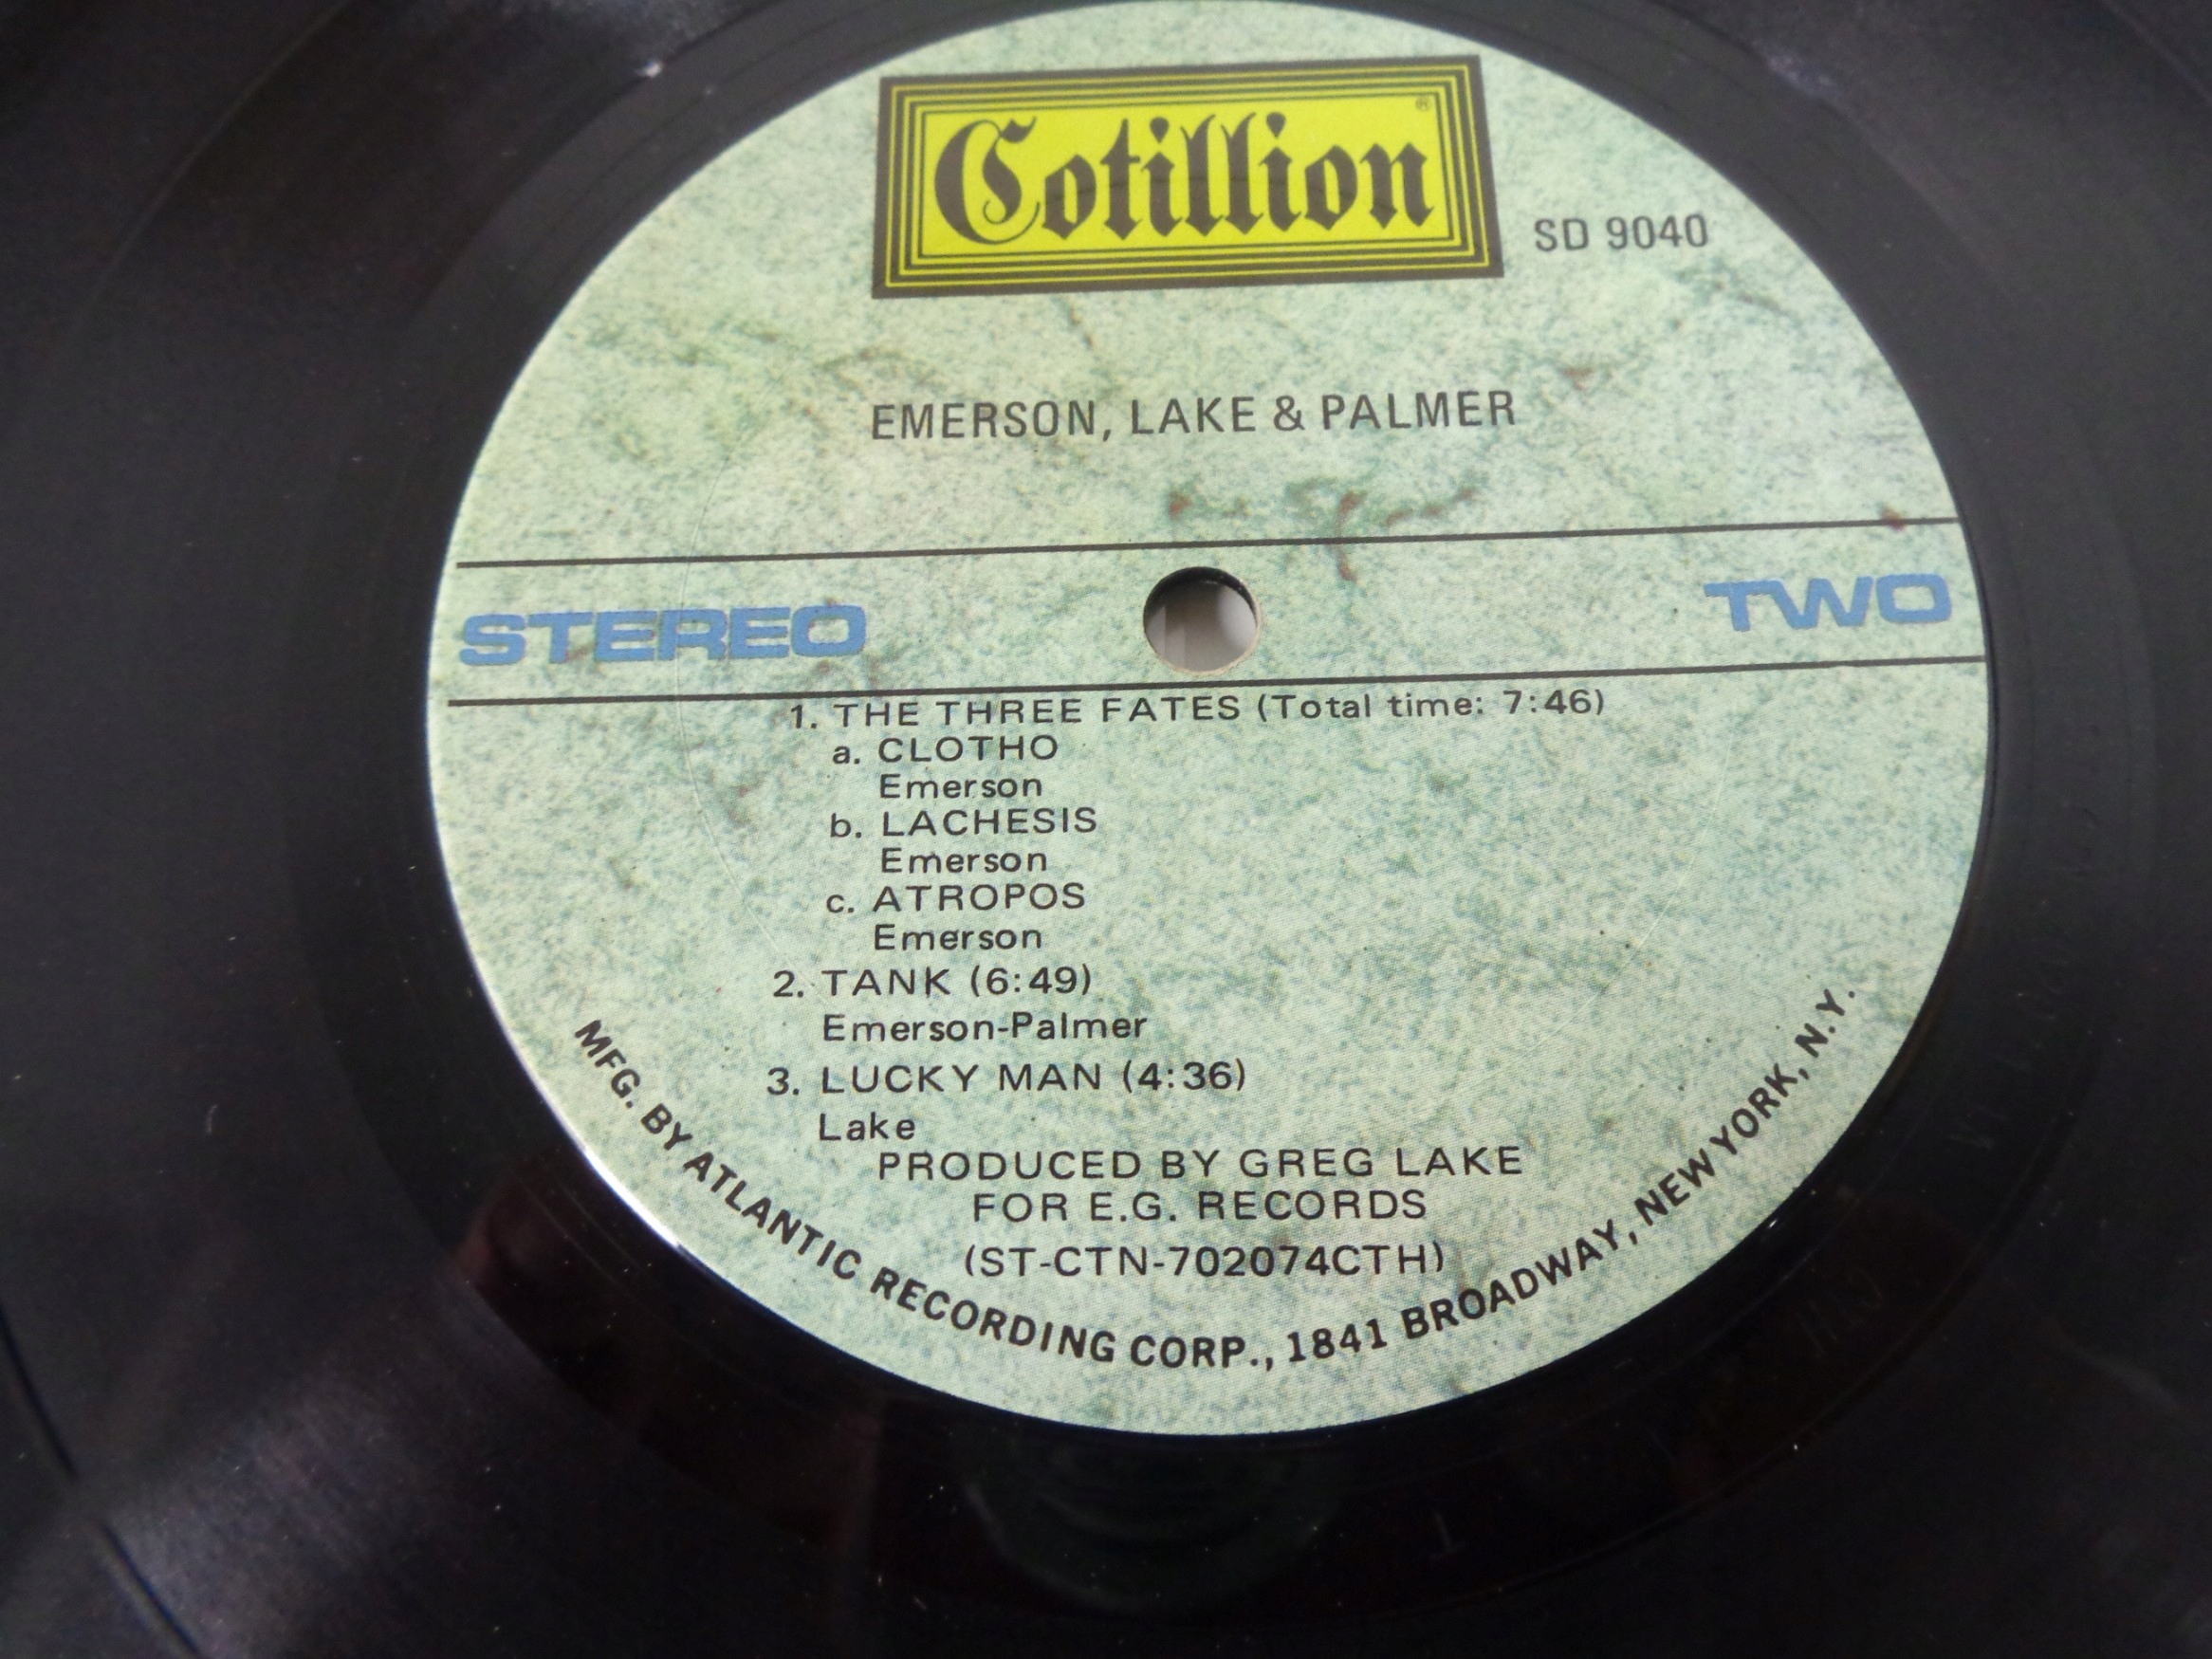 Cotillion ®
SD 9040
EMERSON, LAKE & PALMER
STEREO
TWO
1. THE THREE FATES (Total time: 7:46)
a. CLOTHO
Emerson
b. LACHESIS
Emerson
c. ATROPOS
Emerson
2. TANK (6:49)
Emerson-Palmer
3. LUCKY MAN (4:36)
Lake
PRODUCED BY GREG LAKE
FOR E.G. RECORDS
(ST-CTN-702074CTH)
MFG. BY ATLANTIC RECORDING CORP., 1841 BROADWAY, NEW YORK, N.Y.